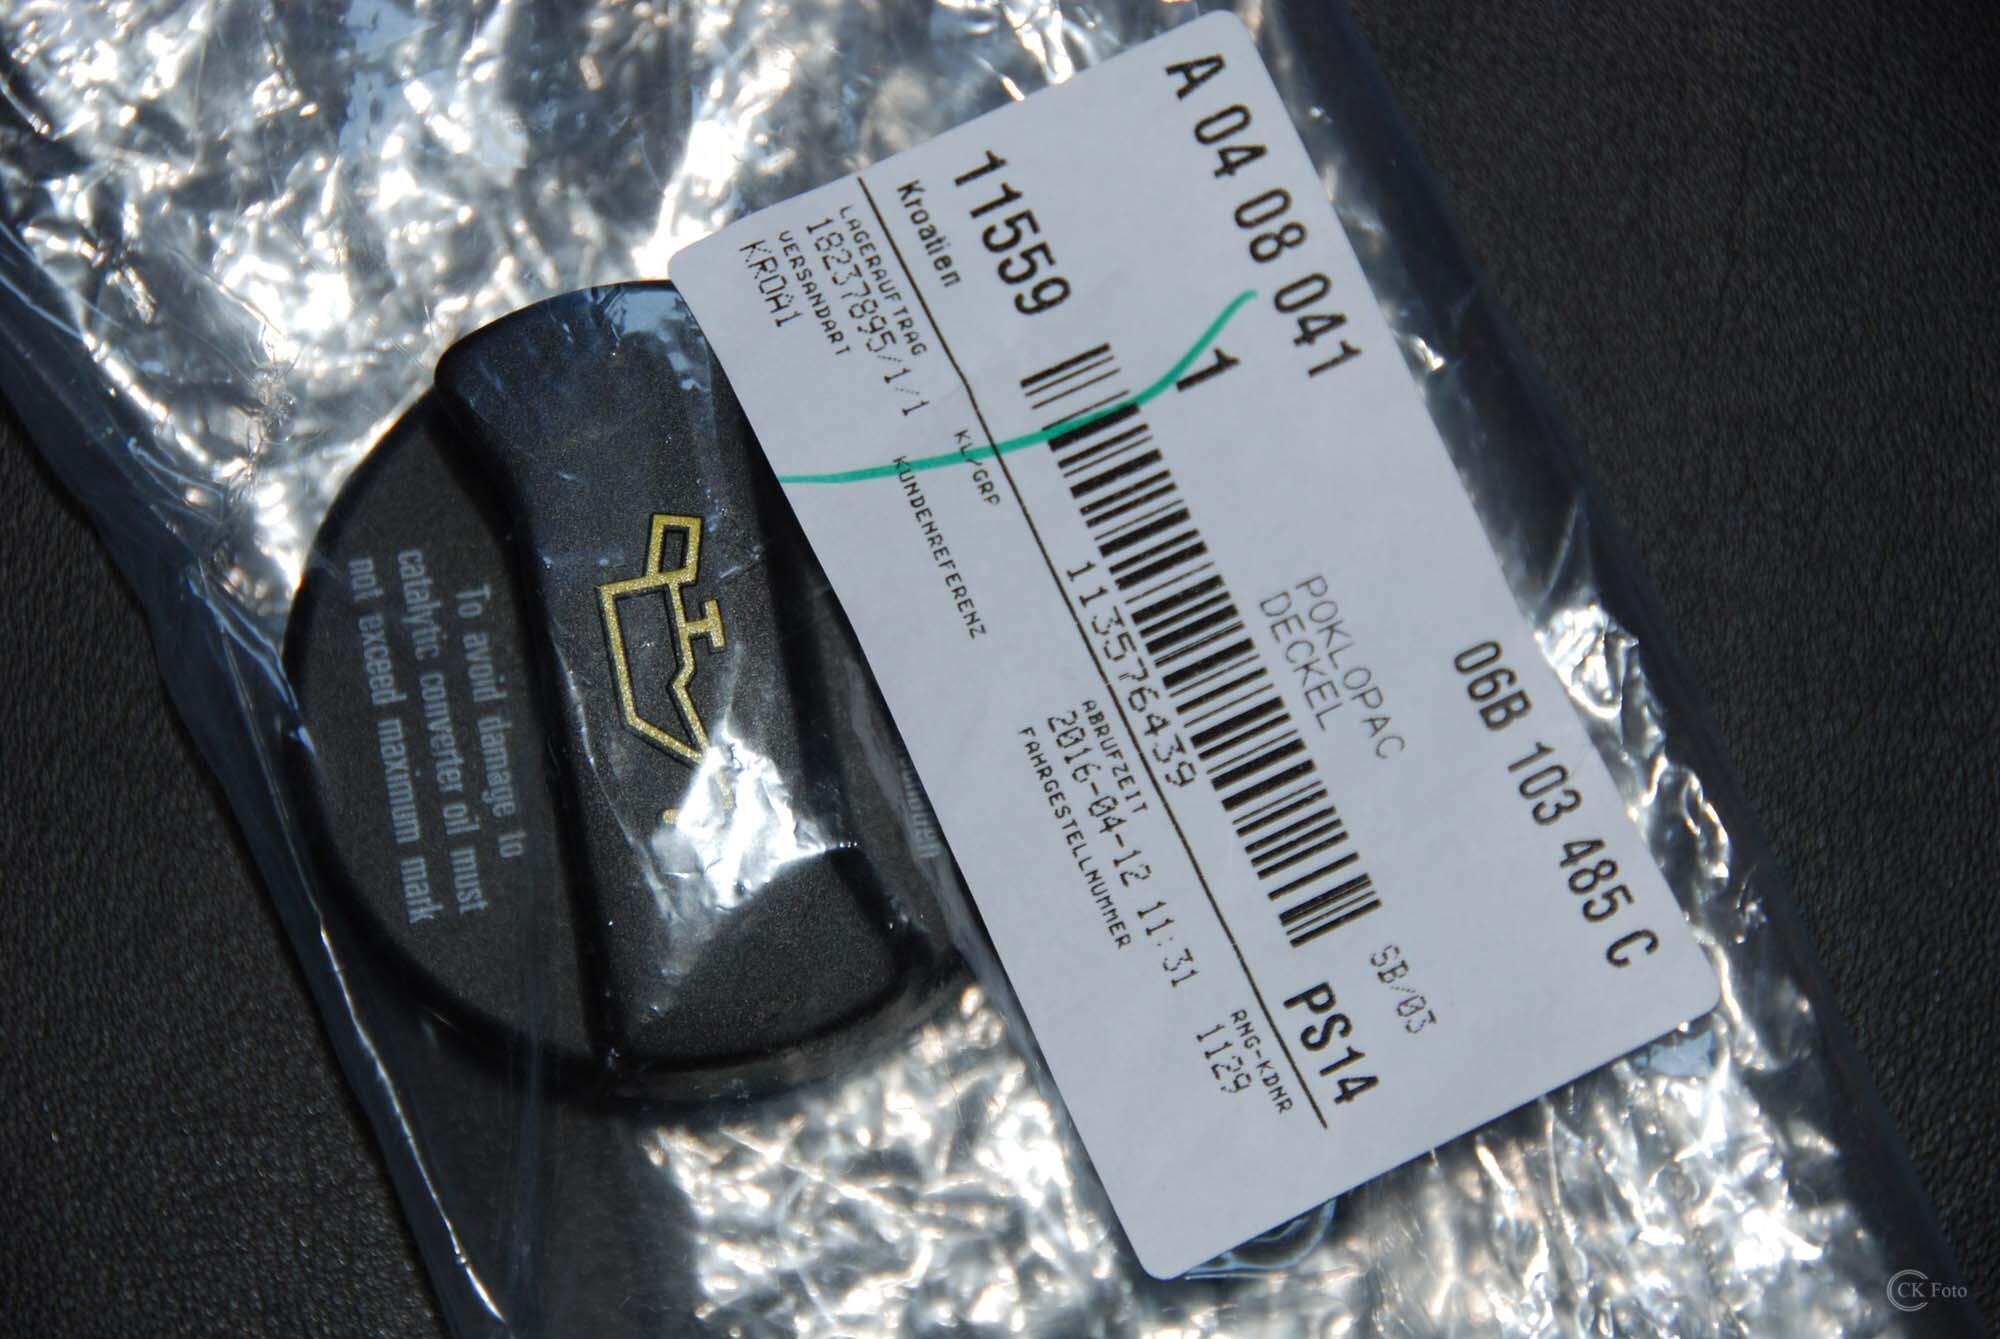 A 04 08 041
06B 103 485 C
1
POKLOPAC
DECKEL
SB/03
11559
PS14
Kroatien
113576439
LAGERAUFTRAG
18237895/1/1
KL/GRP
ABRUFZEIT
2016-04-12 11:31
RNG-KDNR
1129
VERSANDART
KROA1
KUNDENREFERENZ
FAHRGESTELLNUMMER
To avoid damage to
catalytic converter oil must
not exceed maximum mark
CK Foto